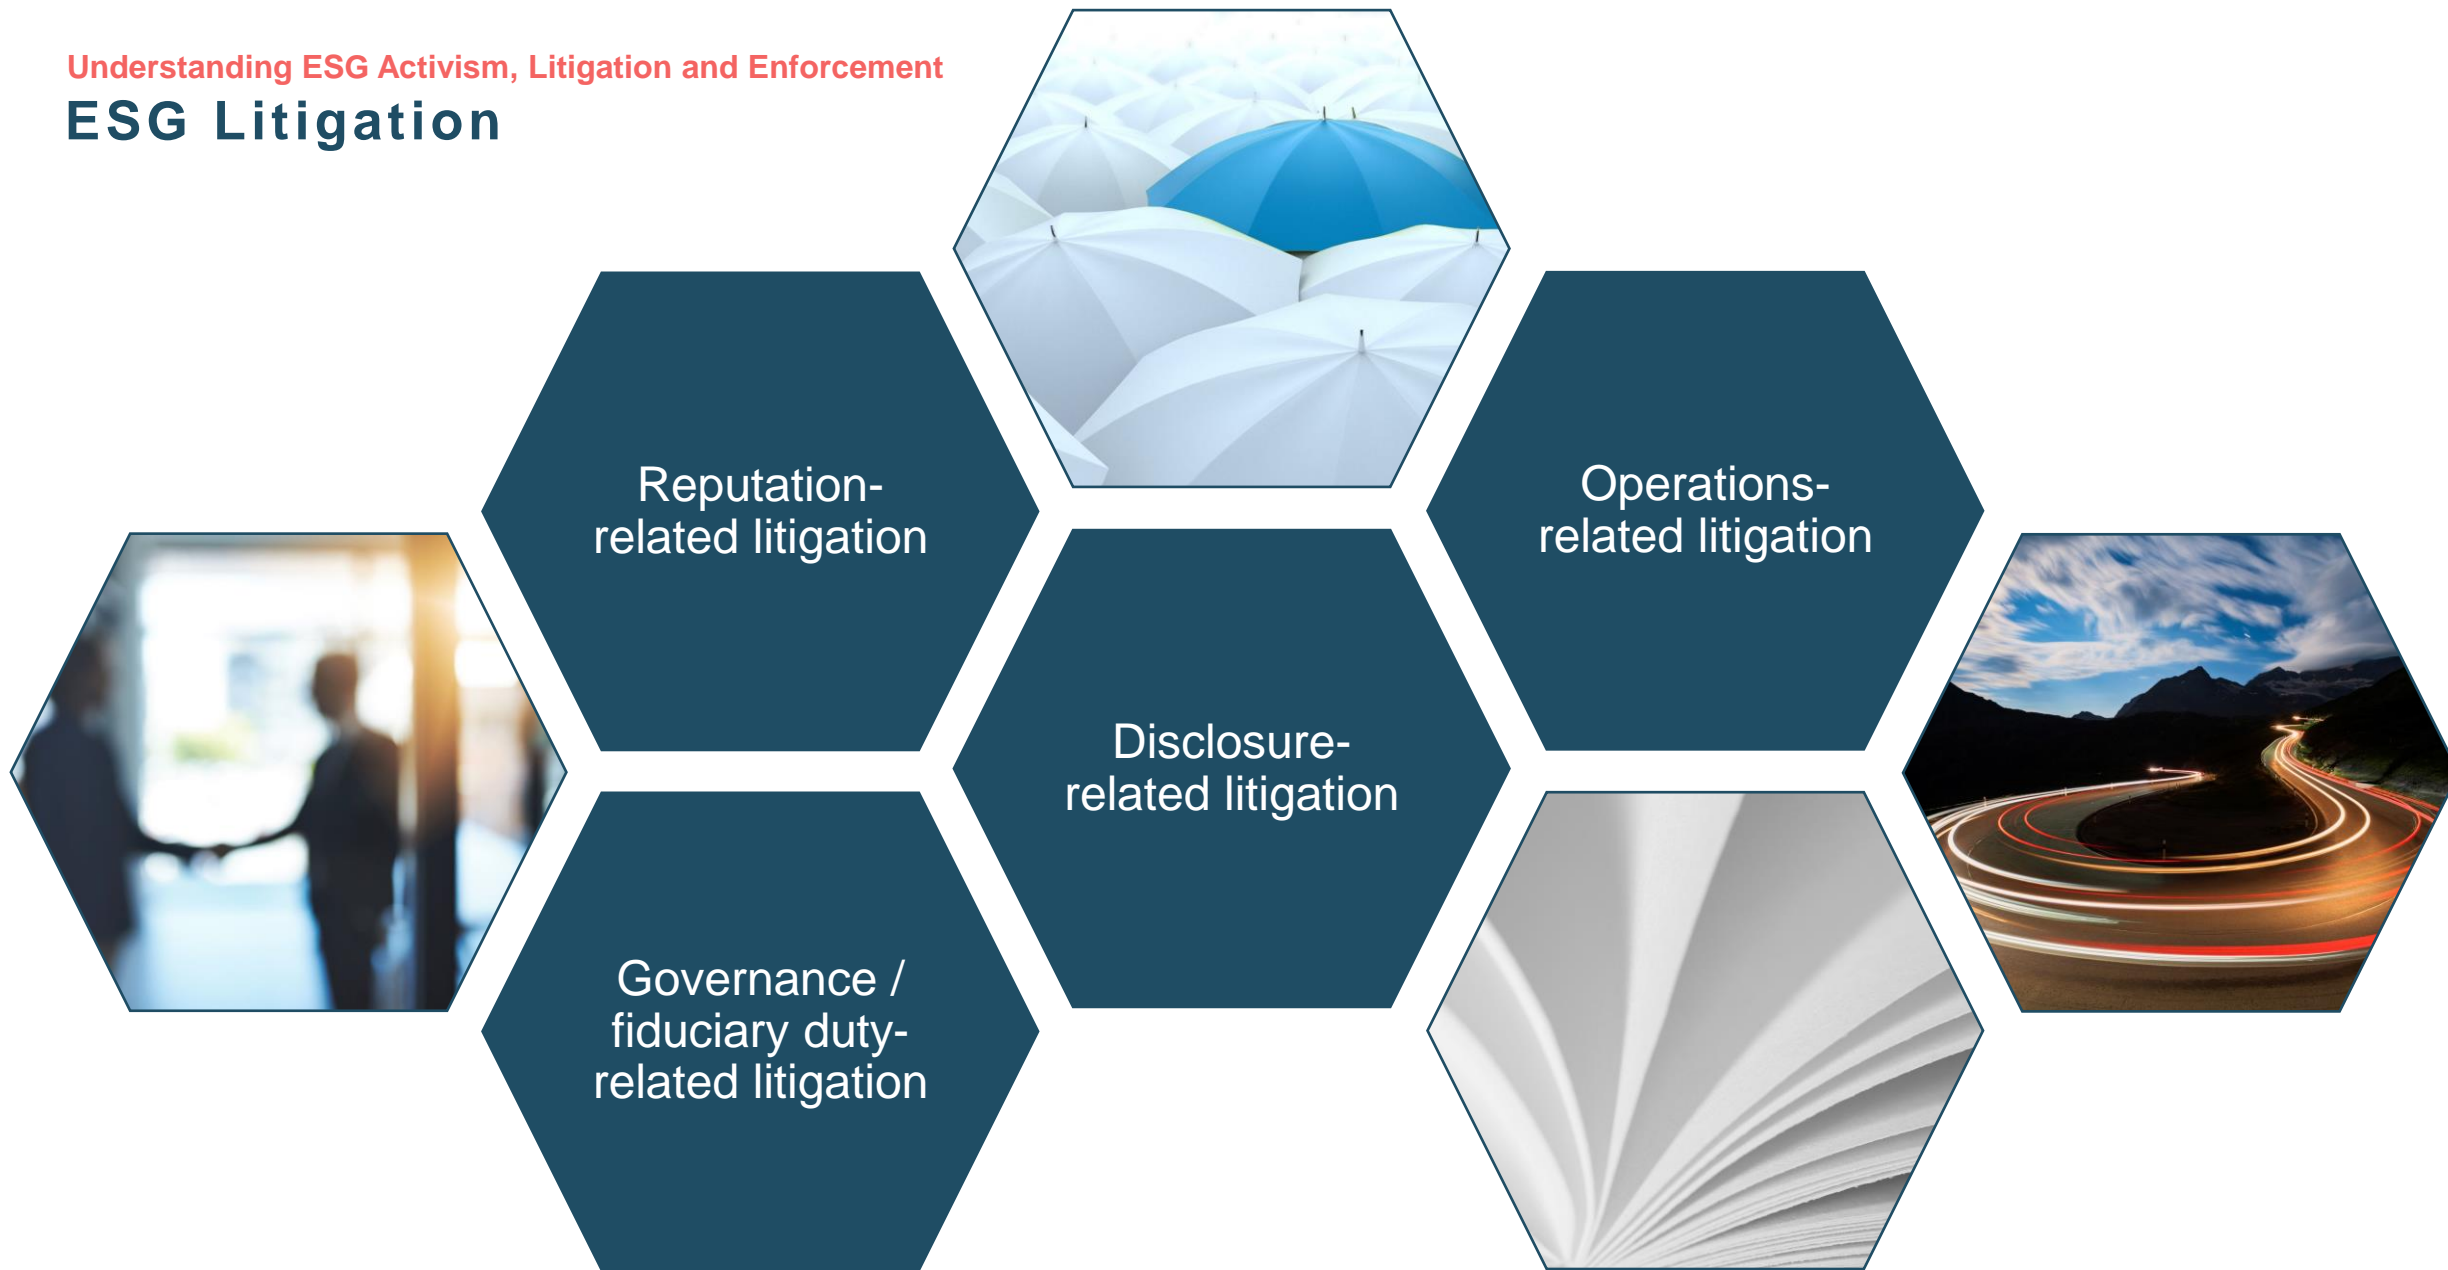 Understanding ESG Activism, Litigation and Enforcement
ESG Litigation
Reputation-
related litigation
Operations-
related litigation
Disclosure-
related litigation
Governance /
fiduciary duty-
related litigation